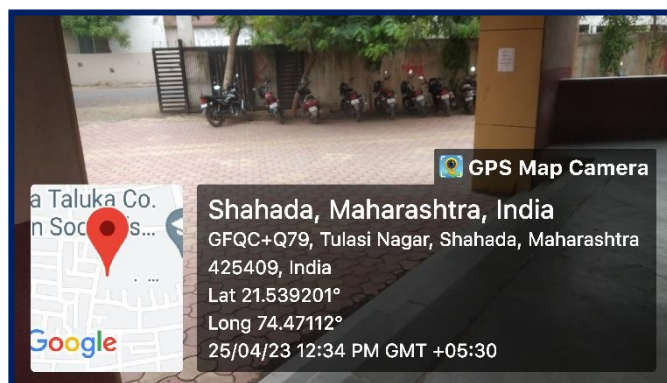 GPS Map Camera
a Taluka Co.
n Soc
s...
Google
Shahada, Maharashtra, India
GFQC+Q79, Tulasi Nagar, Shahada, Maharashtra
425409, India
Lat 21.539201°
Long 74.47112°
25/04/23 12:34 PM GMT +05:30